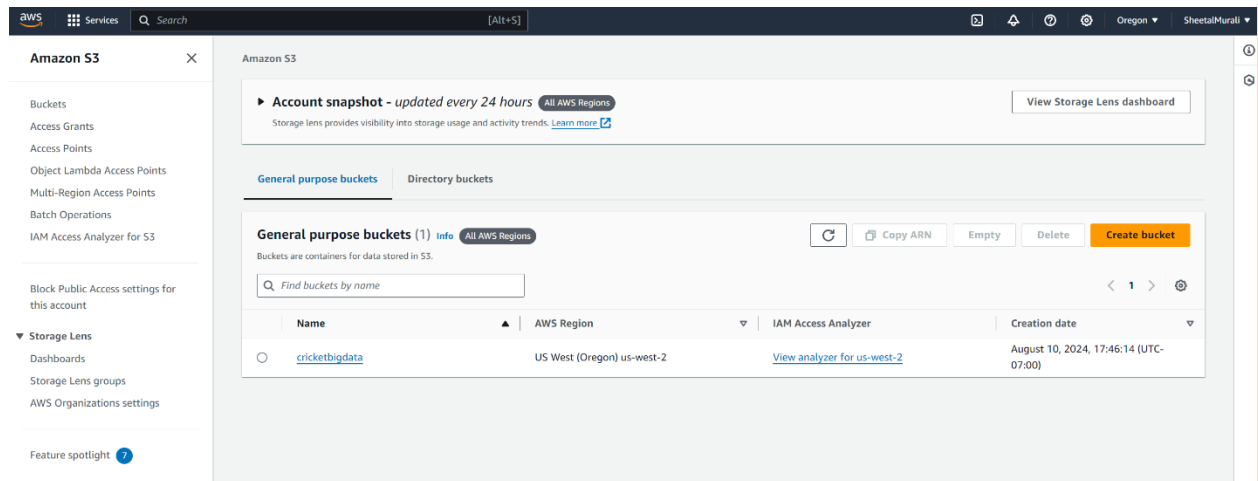 aws
Services
Search
[Alt+S]
Oregon
SheetalMurali
Amazon S3
Buckets
Access Grants
Access Points
Object Lambda Access Points
Multi-Region Access Points
Batch Operations
IAM Access Analyzer for S3
Block Public Access settings for
this account
Storage Lens
Dashboards
Storage Lens groups
AWS Organizations settings
Feature spotlight 7
Amazon S3
Account snapshot - updated every 24 hours All AWS Regions
Storage lens provides visibility into storage usage and activity trends. Learn more
View Storage Lens dashboard
General purpose buckets
Directory buckets
General purpose buckets (1) Info All AWS Regions
Buckets are containers for data stored in S3.
Copy ARN
Empty
Delete
Create bucket
Find buckets by name
1
Name
AWS Region
IAM Access Analyzer
Creation date
cricketbigdata
US West (Oregon) us-west-2
View analyzer for us-west-2
August 10, 2024, 17:46:14 (UTC-
07:00)